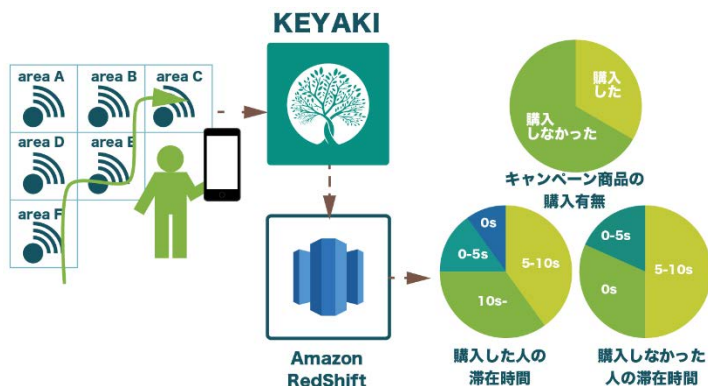 KEYAKI
area A
area B
area C
area D
area E
area F
購入
した
購入
しなかった
キャンペーン商品の
購入有無
0s
0-5s
5-10s
10s-
0-5s
5-10s
0s
Amazon
RedShift
購入した人の
滞在時間
購入しなかった
人の滞在時間